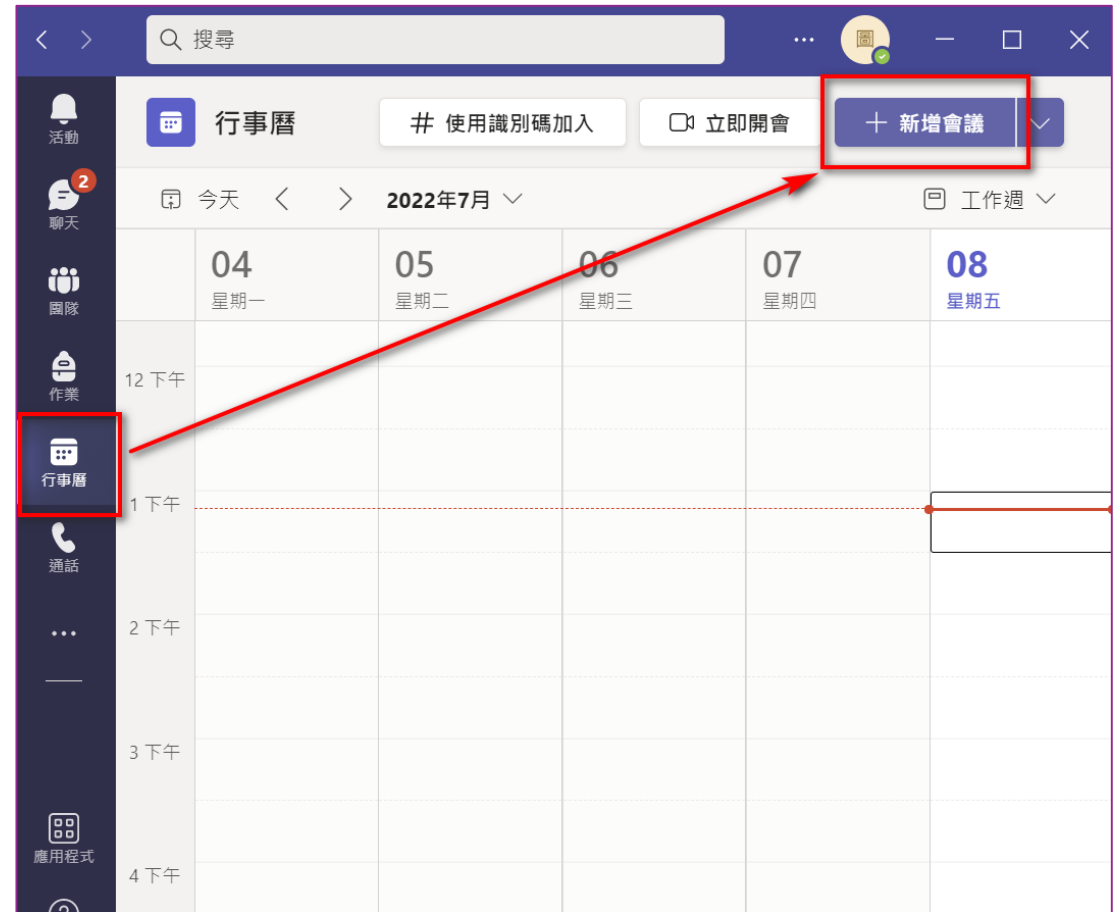 搜尋
圖
活動
行事曆
# 使用識別碼加入
立即開會
+ 新增會議
2
聊天
今天
2022年7月
工作週
團隊
04
05
06
07
08
星期一
星期二
星期三
星期四
星期五
作業
12 下午
行事曆
1 下午
通話
2 下午
3 下午
應用程式
4 下午